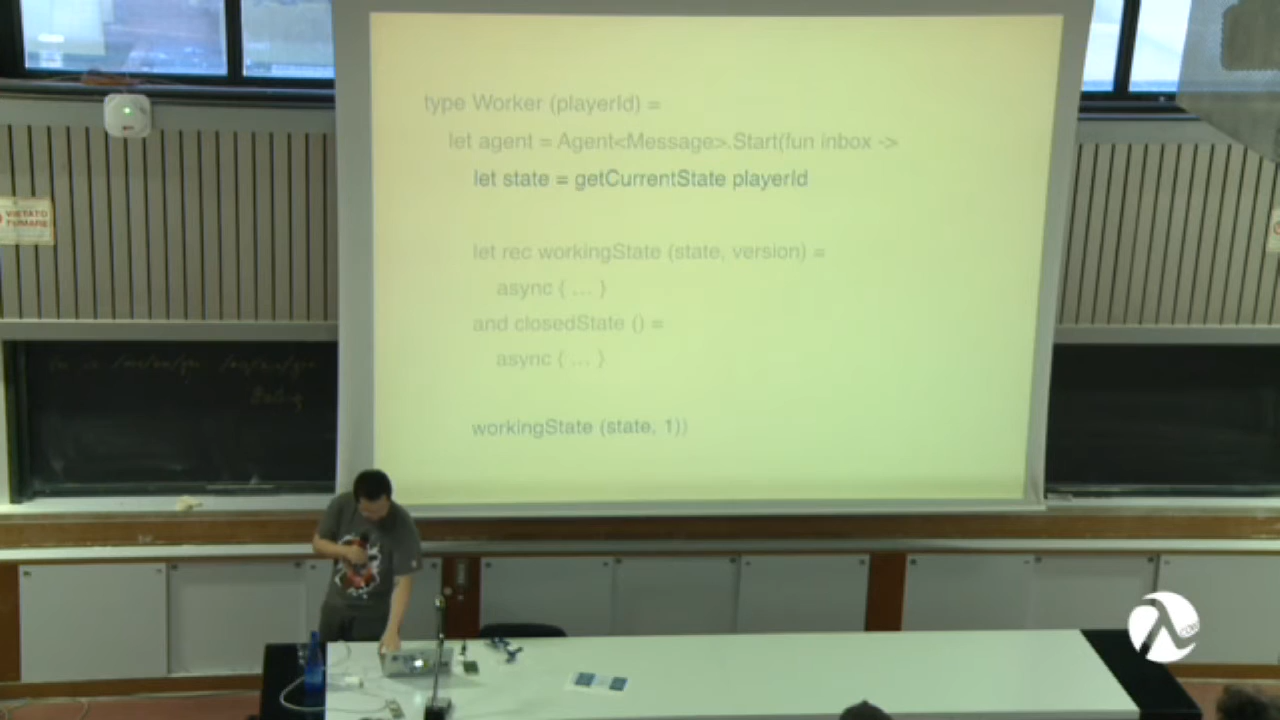 type Worker (playerId) =
let agent = Agent<Message>.Start(fun inbox ->
let state = getCurrentState playerId
let rec workingState (state, version) =
async { ... }
and closedState () =
async { ... }
workingState (state, 1))
VIETATO
FUMARE